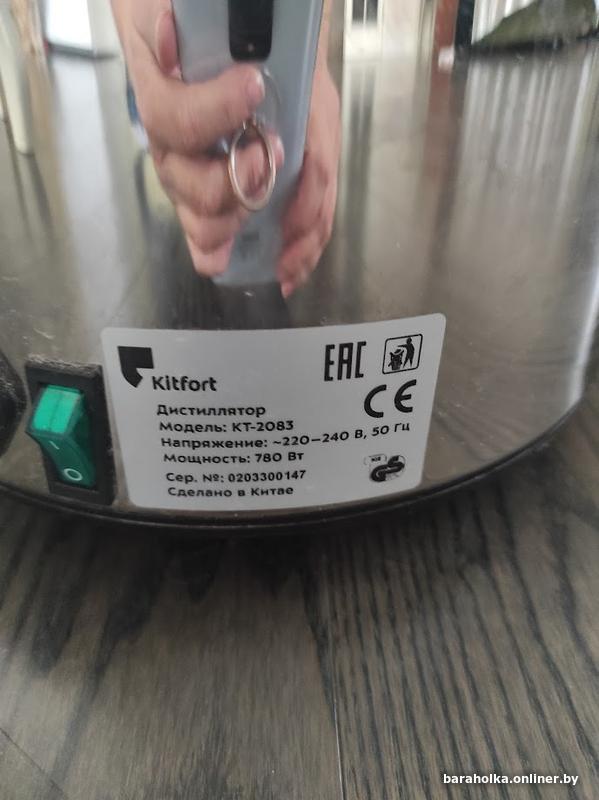 Kitfort
EAC
CE
Дистиллятор
Модель: КТ-2083
Напряжение: ~220–240 В, 50 Гц
Мощность: 780 Вт
Сер. №: 0203300147
Сделано в Китае
baraholka.onliner.by